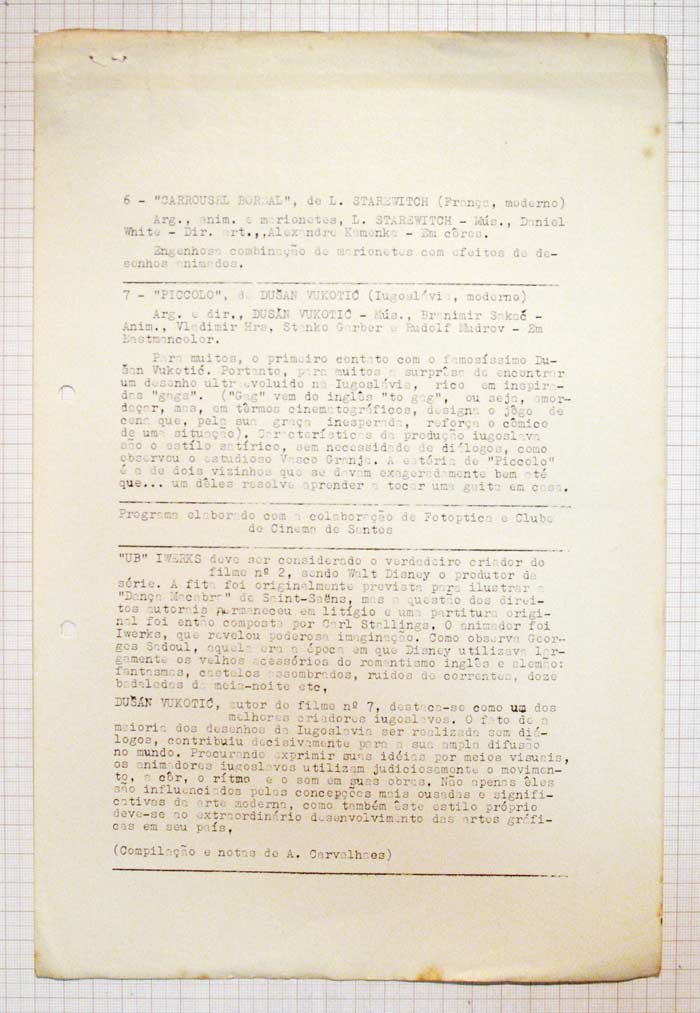 6 - "CARROUSEL BOREAL", de L. STAREWITCH (França, moderno)
Arg., anim. e marionetes, L. STAREWITCH - Mús., Daniel
White - Dir. art.,,Alexandre Kamenka - Em côres.
Engenhosa combinação de marionetes com efeitos de de-
senhos animados.
7 - "PICCOLO", de DUŠAN VUKOTIĆ (Iugoslávia, moderno)
Arg. e dir., DUSÁN VUKOTIĆ - Mús., Branimir Sakač -
Anim., Vladimir Hrs, Stanko Garber e Rudolf Mudrov - Em
Eastmancolor.
Para muitos, o primeiro contato com o famosíssimo Du-
šan Vukotić. Portanto, para muitos a surprêsa de encontrar
um desenho ultraevoluido na Iugoslávia, rico em inspira-
das "gags". ("Gag" vem do inglês "to gag", ou seja, amor-
daçar, mas, em têrmos cinematográficos, designa o jôgo de
cena que, pela sua graça inesperada, reforça o cômico
de uma situação). Características da produção iugoslava
são o estílo satírico, sem necessidade de diálogos, como
observou o estudioso Vasco Granja. A estória de "Piccolo"
é a de dois vizinhos que se davam exageradamente bem até
que... um dêles resolve aprender a tocar uma gaita em casa.
Programa elaborado com a colaboração de Fotoptica e Clube
de Cinema de Santos
"UB" IWERKS deve ser considerado o verdadeiro criador do
filme nº 2, sendo Walt Disney o produtor da
série. A fita foi originalmente prevista para ilustrar a
"Dança Macabra" de Saint-Saëns, mas a questão dos direi-
tos autorais permaneceu em litígio e uma partitura origi-
nal foi então composta por Carl Stallings. O animador foi
Iwerks, que revelou poderosa imaginação. Como observa Geor-
ges Sadoul, aquela era a época em que Disney utilizava lar-
gamente os velhos acessórios do romantismo inglês e alemão:
fantasmas, castelos assombrados, ruidos de correntes, doze
badaladas da meia-noite etc,
DUŠÁN VUKOTIĆ, autor do filme nº 7, destaca-se como um dos
melhores criadores iugoslavos. O fato de a
maioria dos desenhos da Iugoslavia ser realizada sem diá-
logos, contribuiu decisivamente para a sua ampla difusão
no mundo. Procurando exprimir suas idéias por meios visuais,
os animadores iugoslavos utilizam judiciosamente o movimen-
to, a côr, o rítmo e o som em suas obras. Não apenas êles
são influenciados pelas concepções mais ousadas e signifi-
cativas da arte moderna, como também êste estilo próprio
deve-se ao extraordinário desenvolvimento das artes gráfi-
cas em seu país,
(Compilação e notas de A. Carvalhaes)